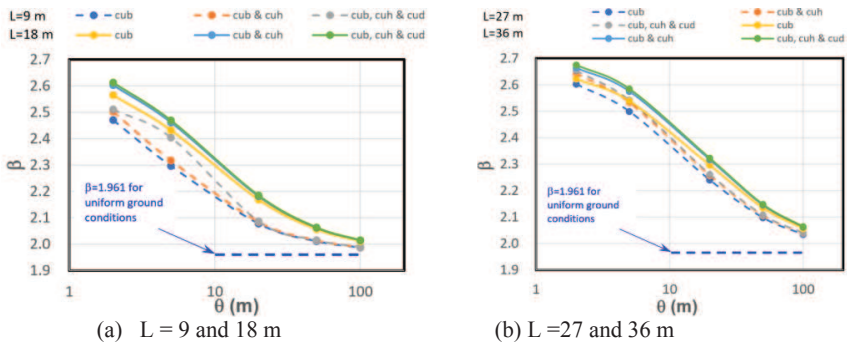 L=9 m
cub
cub & cuh
cub, cuh & cud
L=18 m
cub
cub & cuh
cub, cuh & cud
2.7
2.6
2.5
2.4
2.3
2.2
2.1
2.0
1.9
β
β=1.961 for
uniform ground
conditions
1
10
100
θ (m)
(a) L = 9 and 18 m
L=27 m
cub
cub & cuh
L=36 m
cub, cuh & cud
cub
cub & cuh
cub, cuh & cud
2.7
2.6
2.5
2.4
2.3
2.2
2.1
2.0
1.9
β
β=1.961 for
uniform ground
conditions
1
10
100
θ (m)
(b) L =27 and 36 m